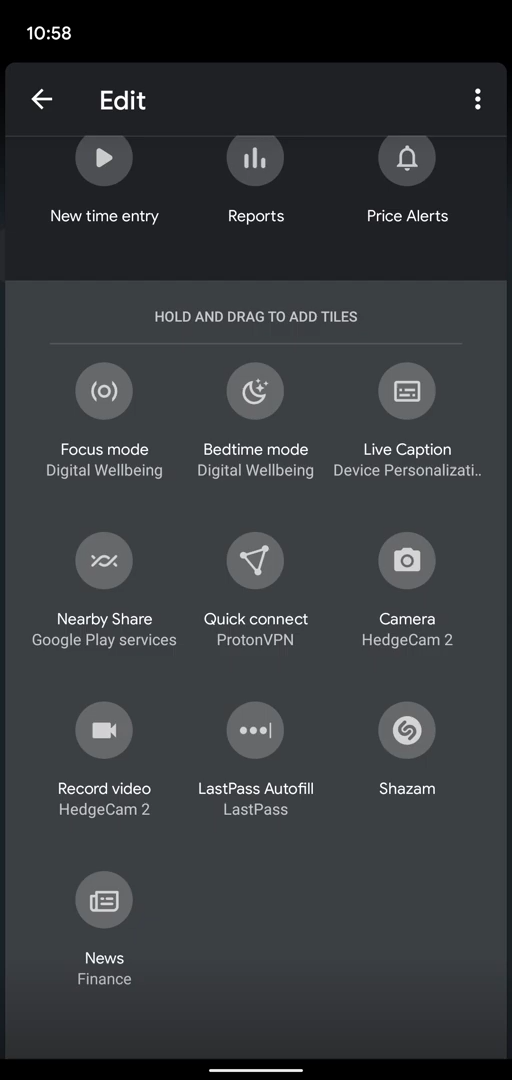 10:58
Edit
New time entry
Reports
Price Alerts
HOLD AND DRAG TO ADD TILES
Focus mode
Digital Wellbeing
Bedtime mode
Digital Wellbeing
Live Caption
Device Personalizati..
Nearby Share
Google Play services
Quick connect
ProtonVPN
Camera
HedgeCam 2
Record video
HedgeCam 2
LastPass Autofill
LastPass
Shazam
News
Finance